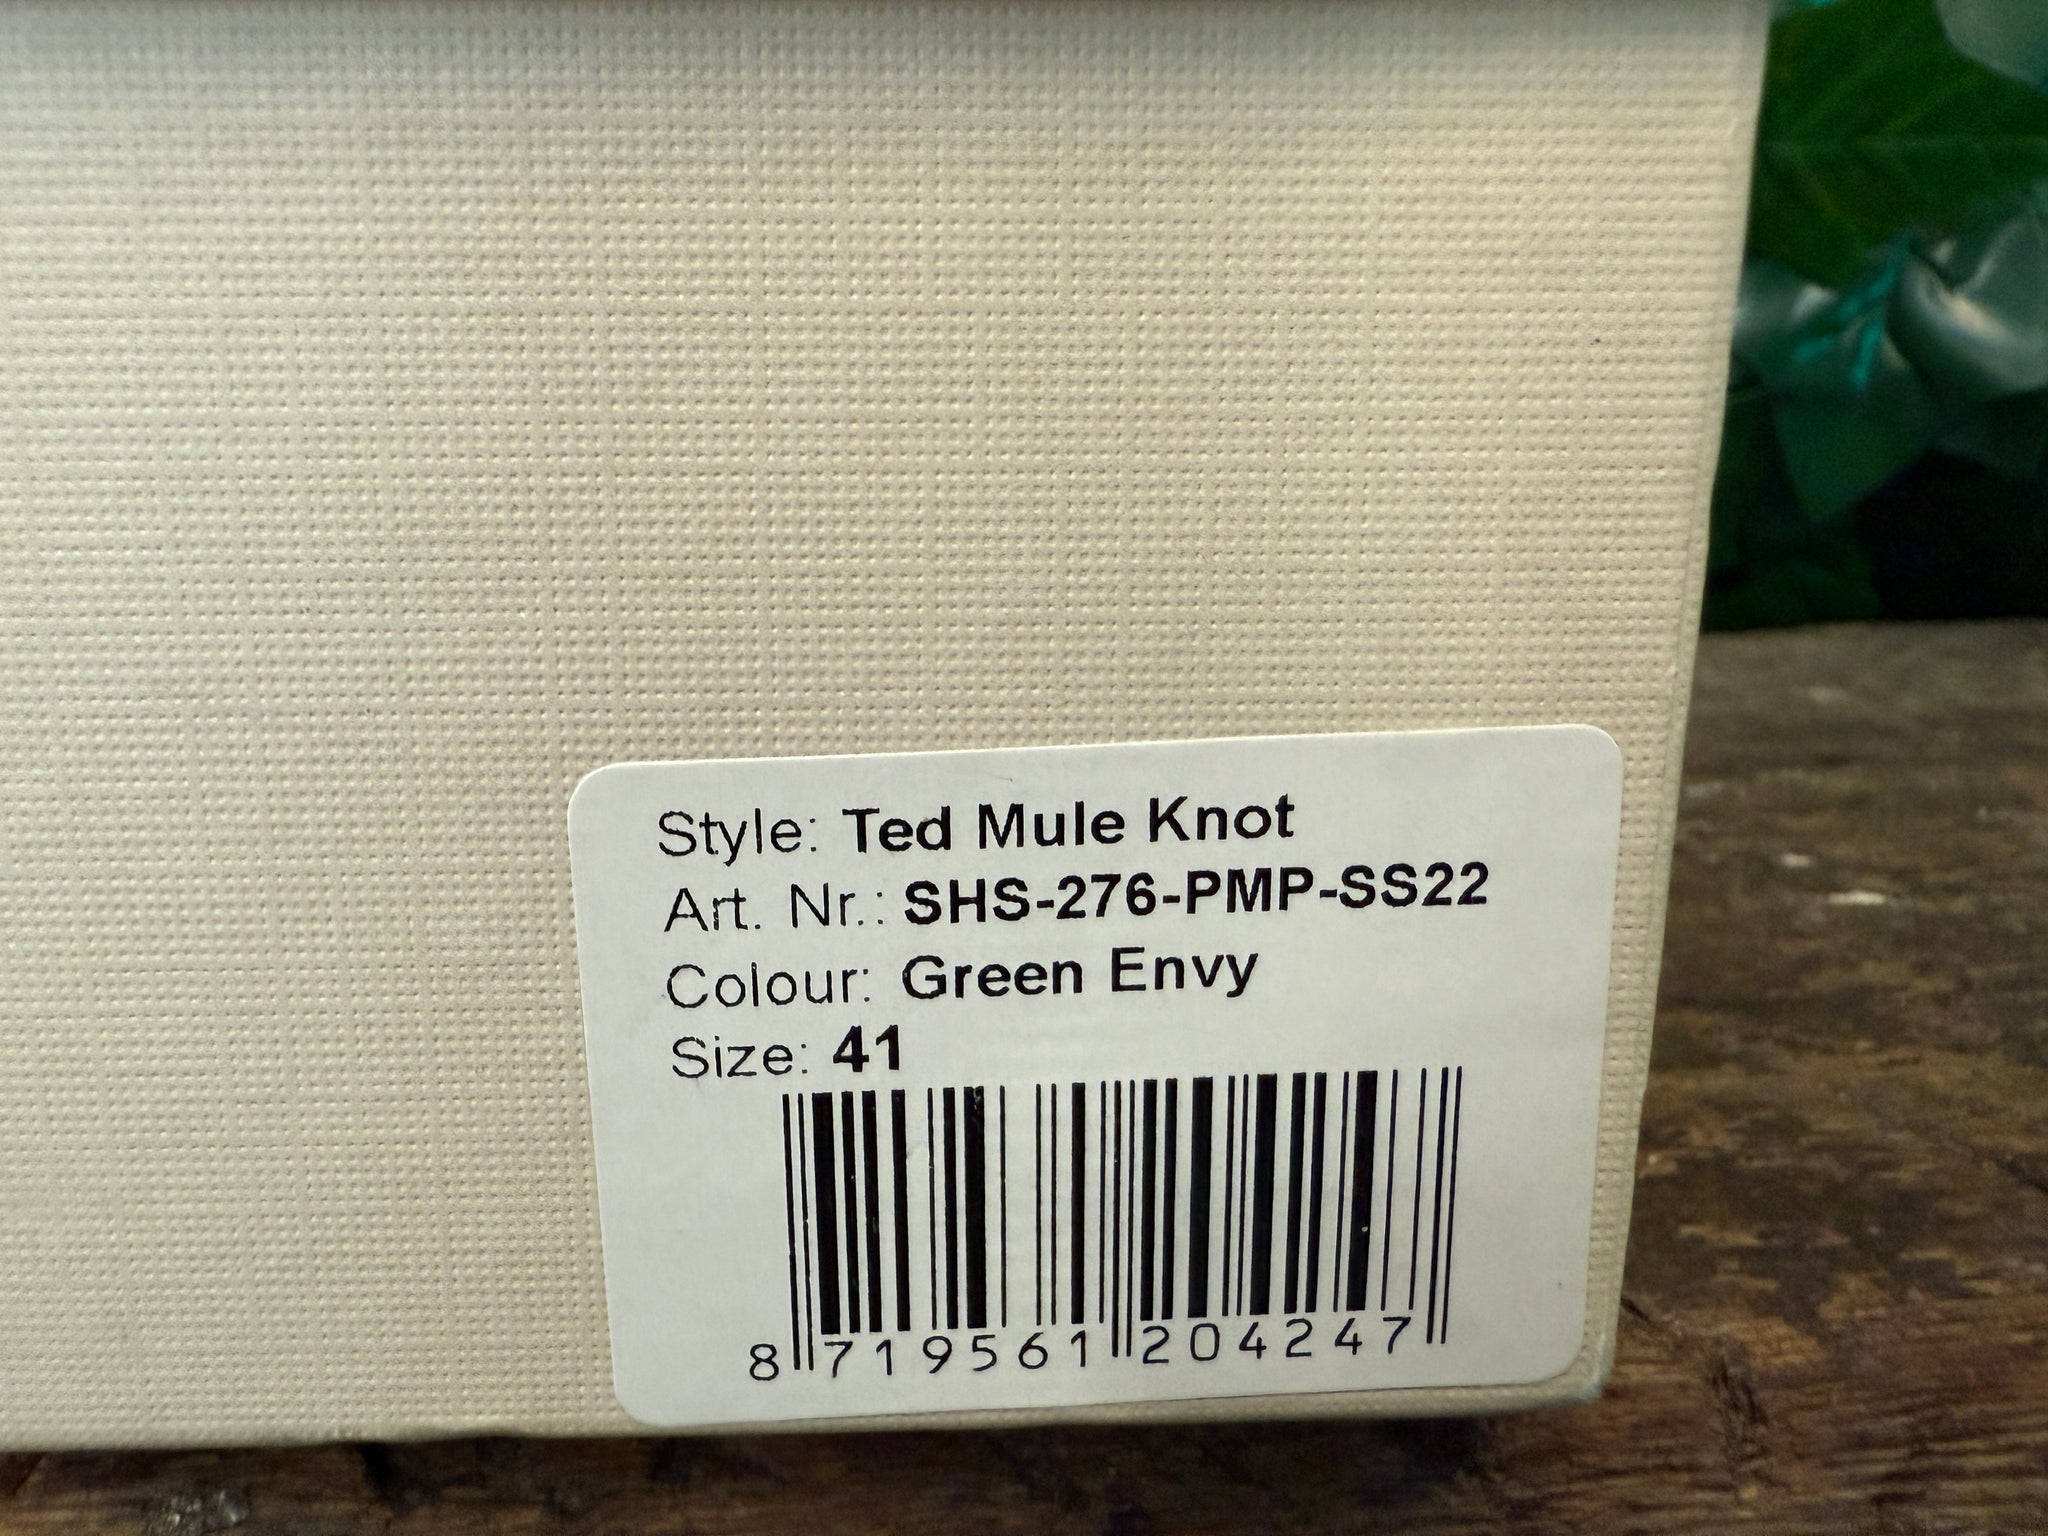 Style: Ted Mule Knot
Art. Nr.: SHS-276-PMP-SS22
Colour: Green Envy
Size: 41
8 719561 204247